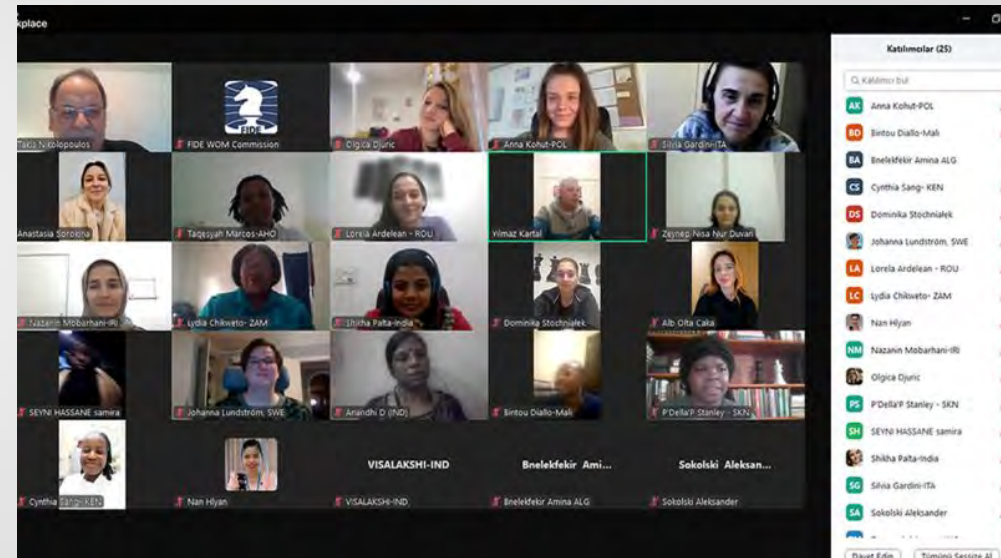 kplace
Takis Nikolopoulos
FIDE
FIDE WOM Commission
Olgica Djuric
Anna Kohut-POL
Silvia Gardini-ITA
Anastasia Sorokina
Taqesyah Marcos-AHO
Lorela Ardelean - ROU
Yilmaz Kartal
Zeynep Nisa Nur Duvan
Nazanin Mobarhani-IRI
Lydia Chikweto- ZAM
Shikha Palta-India
Dominika Stochniałek
Alb Olta Caka
SEYNI HASSANE samira
Johanna Lundström, SWE
Anandhi D (IND)
Bintou Diallo-Mali
P'Della'P Stanley - SKN
Cynthia Sang- KEN
Nan Hlyan
VISALAKSHI-IND
VISALAKSHI-IND
Bnelekfekir Ami...
Bnelekfekir Amina ALG
Sokolski Aleksan...
Sokolski Aleksander
Katılımcılar (25)
Katılımcı bul
AK Anna Kohut-POL
BD Bintou Diallo-Mali
BA Bnelekfekir Amina ALG
CS Cynthia Sang- KEN
DS Dominika Stochniałek
Johanna Lundström, SWE
LA Lorela Ardelean - ROU
LC Lydia Chikweto- ZAM
Nan Hlyan
NM Nazanin Mobarhani-IRI
Olgica Djuric
PS P'Della'P Stanley - SKN
SH SEYNI HASSANE samira
Shikha Palta-India
SG Silvia Gardini-ITA
SA Sokolski Aleksander
Davet Edin
Tümünü Sessize Al